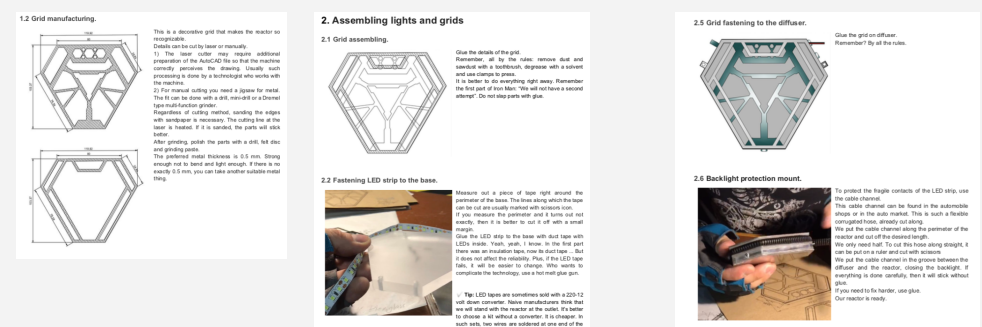 1.2 Grid manufacturing.
This is a decorative grid that makes the reactor so
recognizable.
Details can be cut by laser or manually.
1) The laser cutter may require additional
preparation of the AutoCAD file so that the machine
correctly perceives the drawing. Usually such
processing is done by a technologist who works with
the machine.
2) For manual cutting you need a jigsaw for metal.
The fit can be done with a drill, mini-drill or a Dremel
type multi-function grinder.
Regardless of cutting method, sanding the edges
with sandpaper is necessary. The cutting line at the
laser is heated. If it is sanded, the parts will stick
better.
After grinding, polish the parts with a drill, felt disc
and grinding paste.
The preferred metal thickness is 0.5 mm. Strong
enough not to bend and light enough. If there is no
exactly 0.5 mm, you can take another suitable metal
thing.
2. Assembling lights and grids
2.1 Grid assembling.
Glue the details of the grid.
Remember, all by the rules: remove dust and
sawdust with a toothbrush, degrease with a solvent
and use clamps to press.
It is better to do everything right away. Remember
the first part of Iron Man: "We will not have a second
attempt". Do not slap parts with glue.
2.2 Fastening LED strip to the base.
Measure out a piece of tape right around the
perimeter of the base. The lines along which the tape
can be cut are usually marked with scissors icon.
If you measure the perimeter and it turns out not
exactly, then it is better to cut it off with a small
margin.
Glue the LED strip to the base with duct tape with
LEDs inside. Yeah, yeah, I know. In the first part
there was an insulation tape, now its duct tape ... But
it does not affect the reliability. Plus, if the LED tape
fails, it will be easier to change. Who wants to
complicate the technology, use a hot melt glue gun.
Tip: LED tapes are sometimes sold with a 220-12
volt down converter. Naive manufacturers think that
we will stand with the reactor at the outlet. It's better
to choose a kit without a converter. It is cheaper. In
such sets, two wires are soldered at one end of the
2.5 Grid fastening to the diffuser.
Glue the grid on diffuser.
Remember? By all the rules.
2.6 Backlight protection mount.
To protect the fragile contacts of the LED strip, use
the cable channel.
This cable channel can be found in the automobile
shops or in the auto market. This is such a flexible
corrugated hose, already cut along.
We put the cable channel along the perimeter of the
reactor and cut off the desired length.
We only need half. To cut this hose along straight, it
can be put on a ruler and cut with scissors
We put the cable channel in the groove between the
diffuser and the reactor, closing the backlight. If
everything is done carefully, then it will stick without
glue.
If you need to fix harder, use glue.
Our reactor is ready.